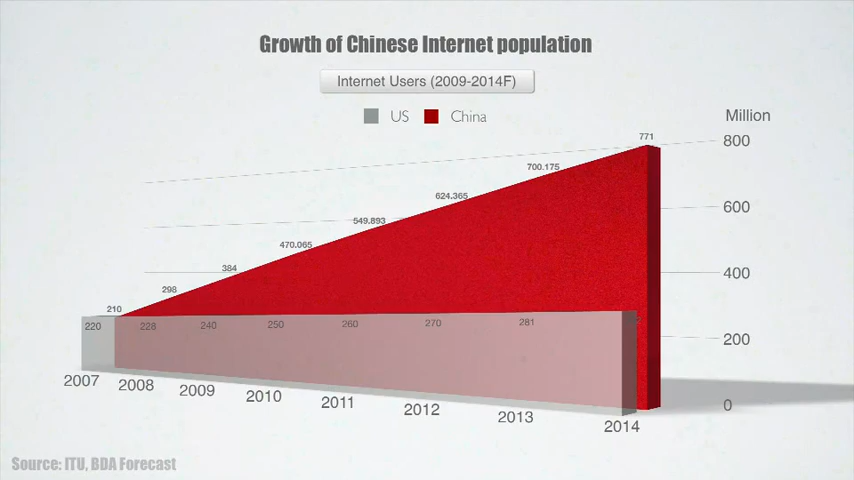 Growth of Chinese Internet population
Internet Users (2009-2014F)
US China
Million
800
600
400
200
0
771
700.175
624.365
549.893
470.065
384
298
210
220 228 240 250 260 270 281
2007 2008 2009 2010 2011 2012 2013 2014
Source: ITU, BDA Forecast